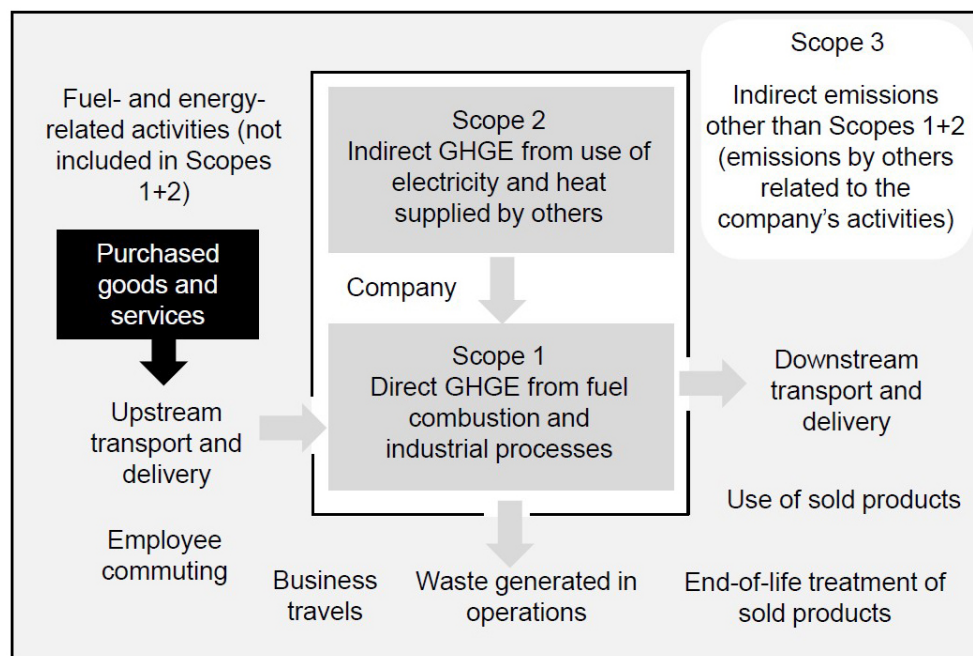 Scope 3
Indirect emissions
other than Scopes 1+2
(emissions by others
related to the
company’s activities)
Fuel- and energy-
related activities (not
included in Scopes
1+2)
Scope 2
Indirect GHGE from use of
electricity and heat
supplied by others
Purchased
goods and
services
Company
Scope 1
Direct GHGE from fuel
combustion and
industrial processes
Upstream
transport and
delivery
Downstream
transport and
delivery
Employee
commuting
Business
travels
Waste generated in
operations
Use of sold products
End-of-life treatment of
sold products